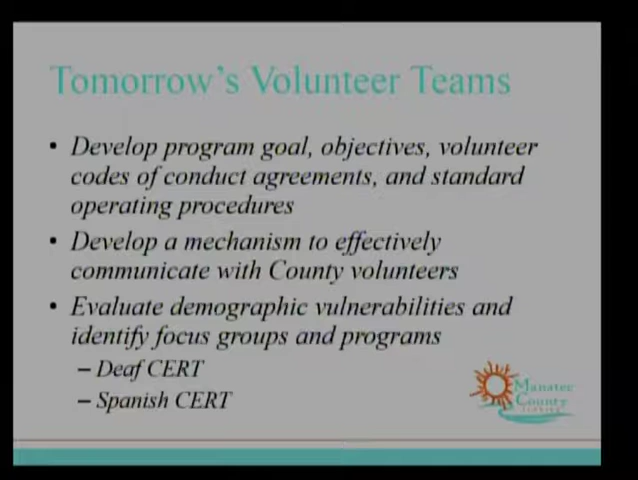 Tomorrow's Volunteer Teams
• Develop program goal, objectives, volunteer
codes of conduct agreements, and standard
operating procedures
• Develop a mechanism to effectively
communicate with County volunteers
• Evaluate demographic vulnerabilities and
identify focus groups and programs
– Deaf CERT
– Spanish CERT
Manatee
County
FLORIDA